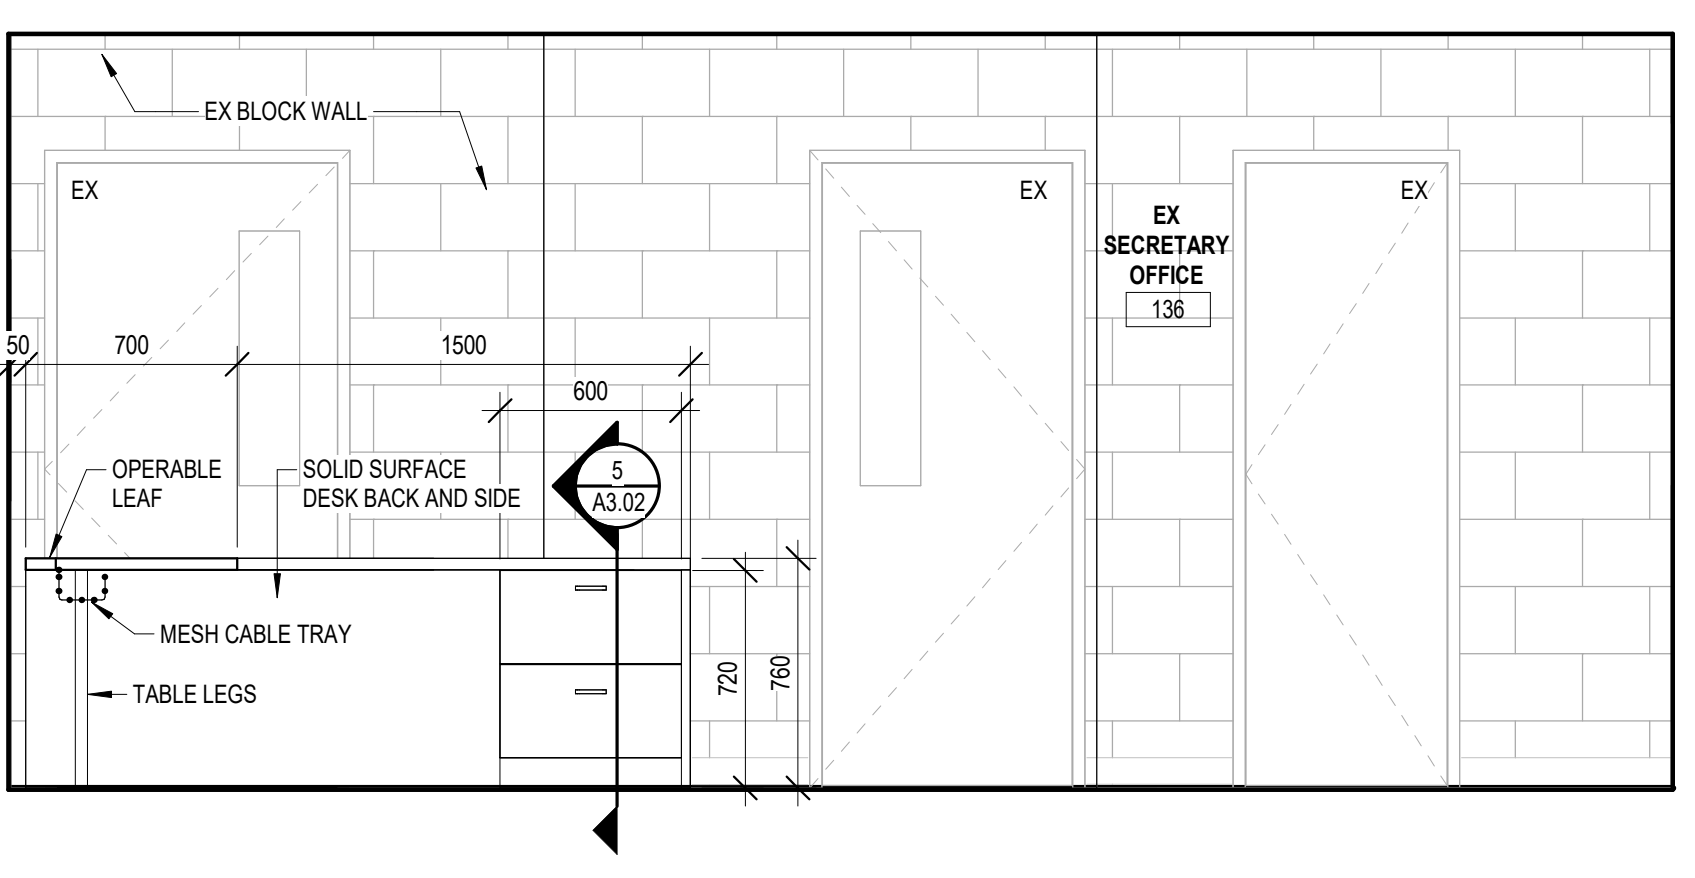 EX BLOCK WALL
EX
EX
EX
EX
SECRETARY
OFFICE
136
50
700
1500
600
OPERABLE
LEAF
SOLID SURFACE
DESK BACK AND SIDE
5
A3.02
MESH CABLE TRAY
TABLE LEGS
720
760